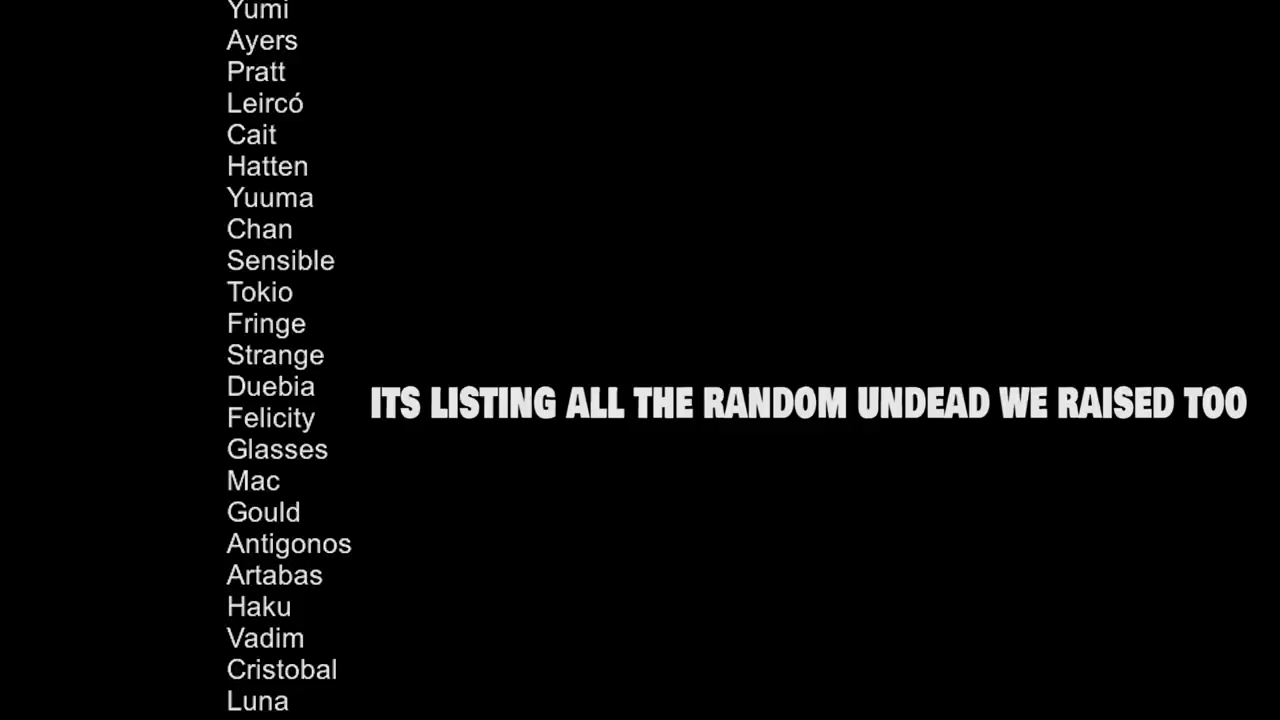 Yumi
Ayers
Pratt
Leircó
Cait
Hatten
Yuuma
Chan
Sensible
Tokio
Fringe
Strange
Duebia
ITS LISTING ALL THE RANDOM UNDEAD WE RAISED TOO
Felicity
Glasses
Mac
Gould
Antigonos
Artabas
Haku
Vadim
Cristobal
Luna